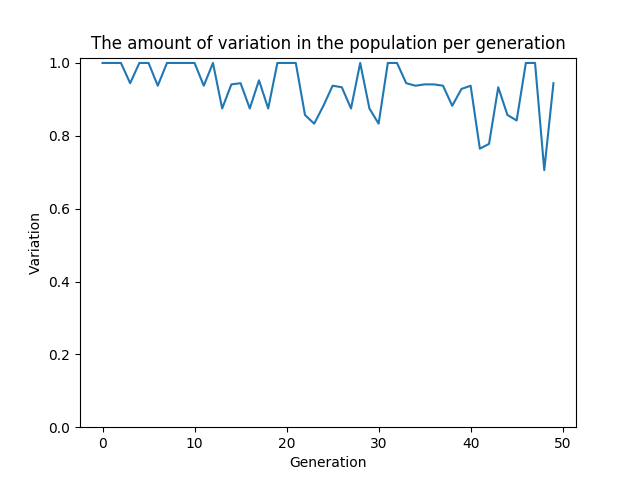 The amount of variation in the population per generation
1.0
0.8
0.6
0.4
0.2
0.0
Variation
0 10 20 30 40 50
Generation